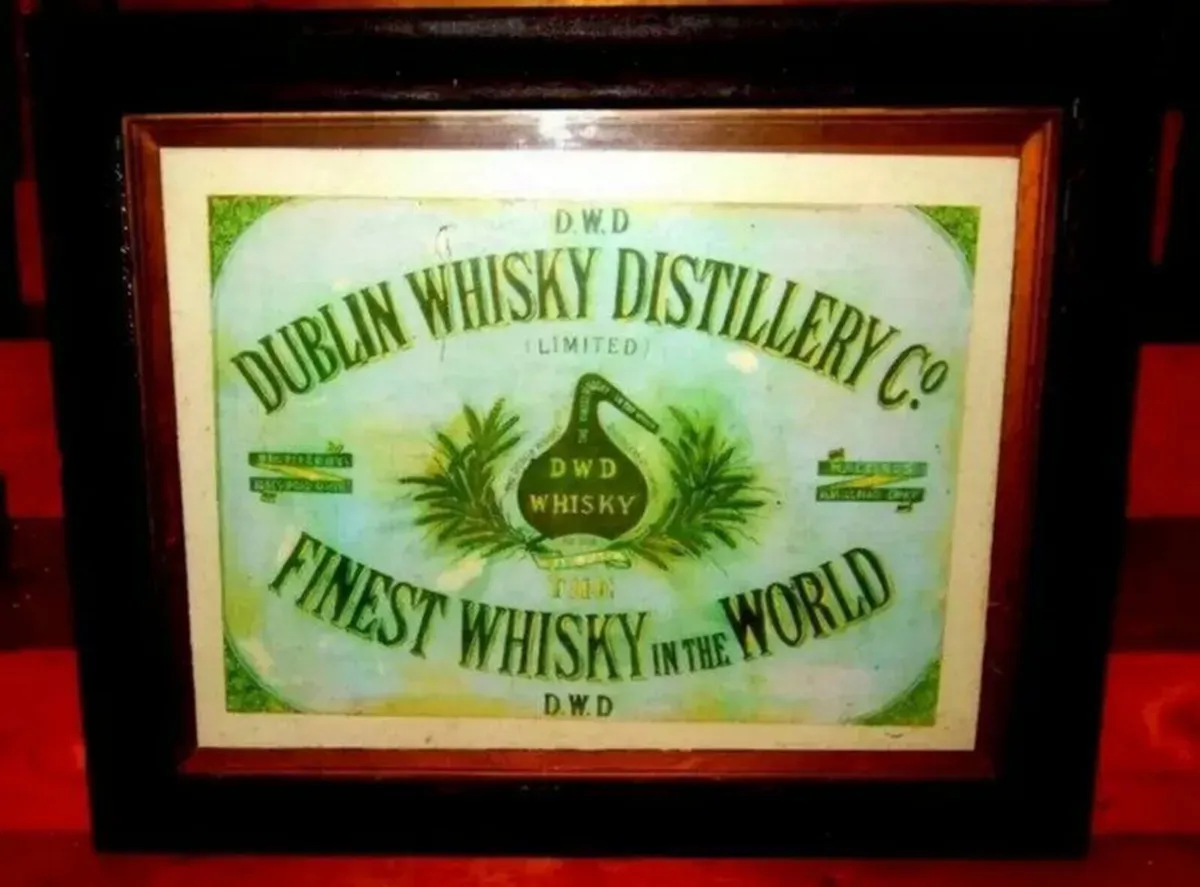 D.W.D
DUBLIN WHISKY DISTILLERY Co.
(LIMITED)
DWD
WHISKY
THE
FINEST WHISKY IN THE WORLD
D.W.D